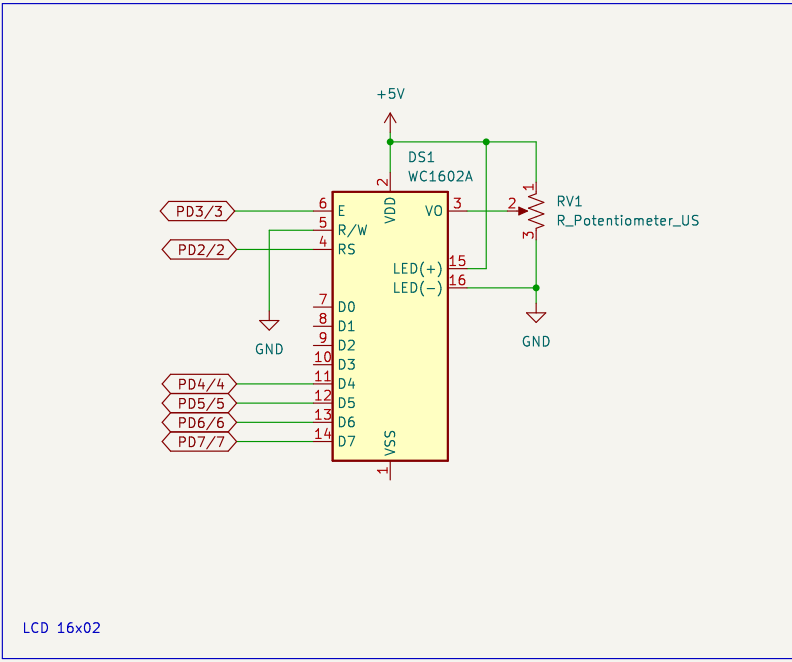 +5V
DS1
WC1602A
2
VDD
1
PD3/3
6
E
VO
3
2
RV1
R_Potentiometer_US
5
R/W
3
PD2/2
4
RS
15
LED(+)
16
LED(-)
7
D0
8
D1
GND
GND
9
D2
10
D3
PD4/4
11
D4
PD5/5
12
D5
PD6/6
13
D6
PD7/7
14
D7
VSS
1
LCD 16x02